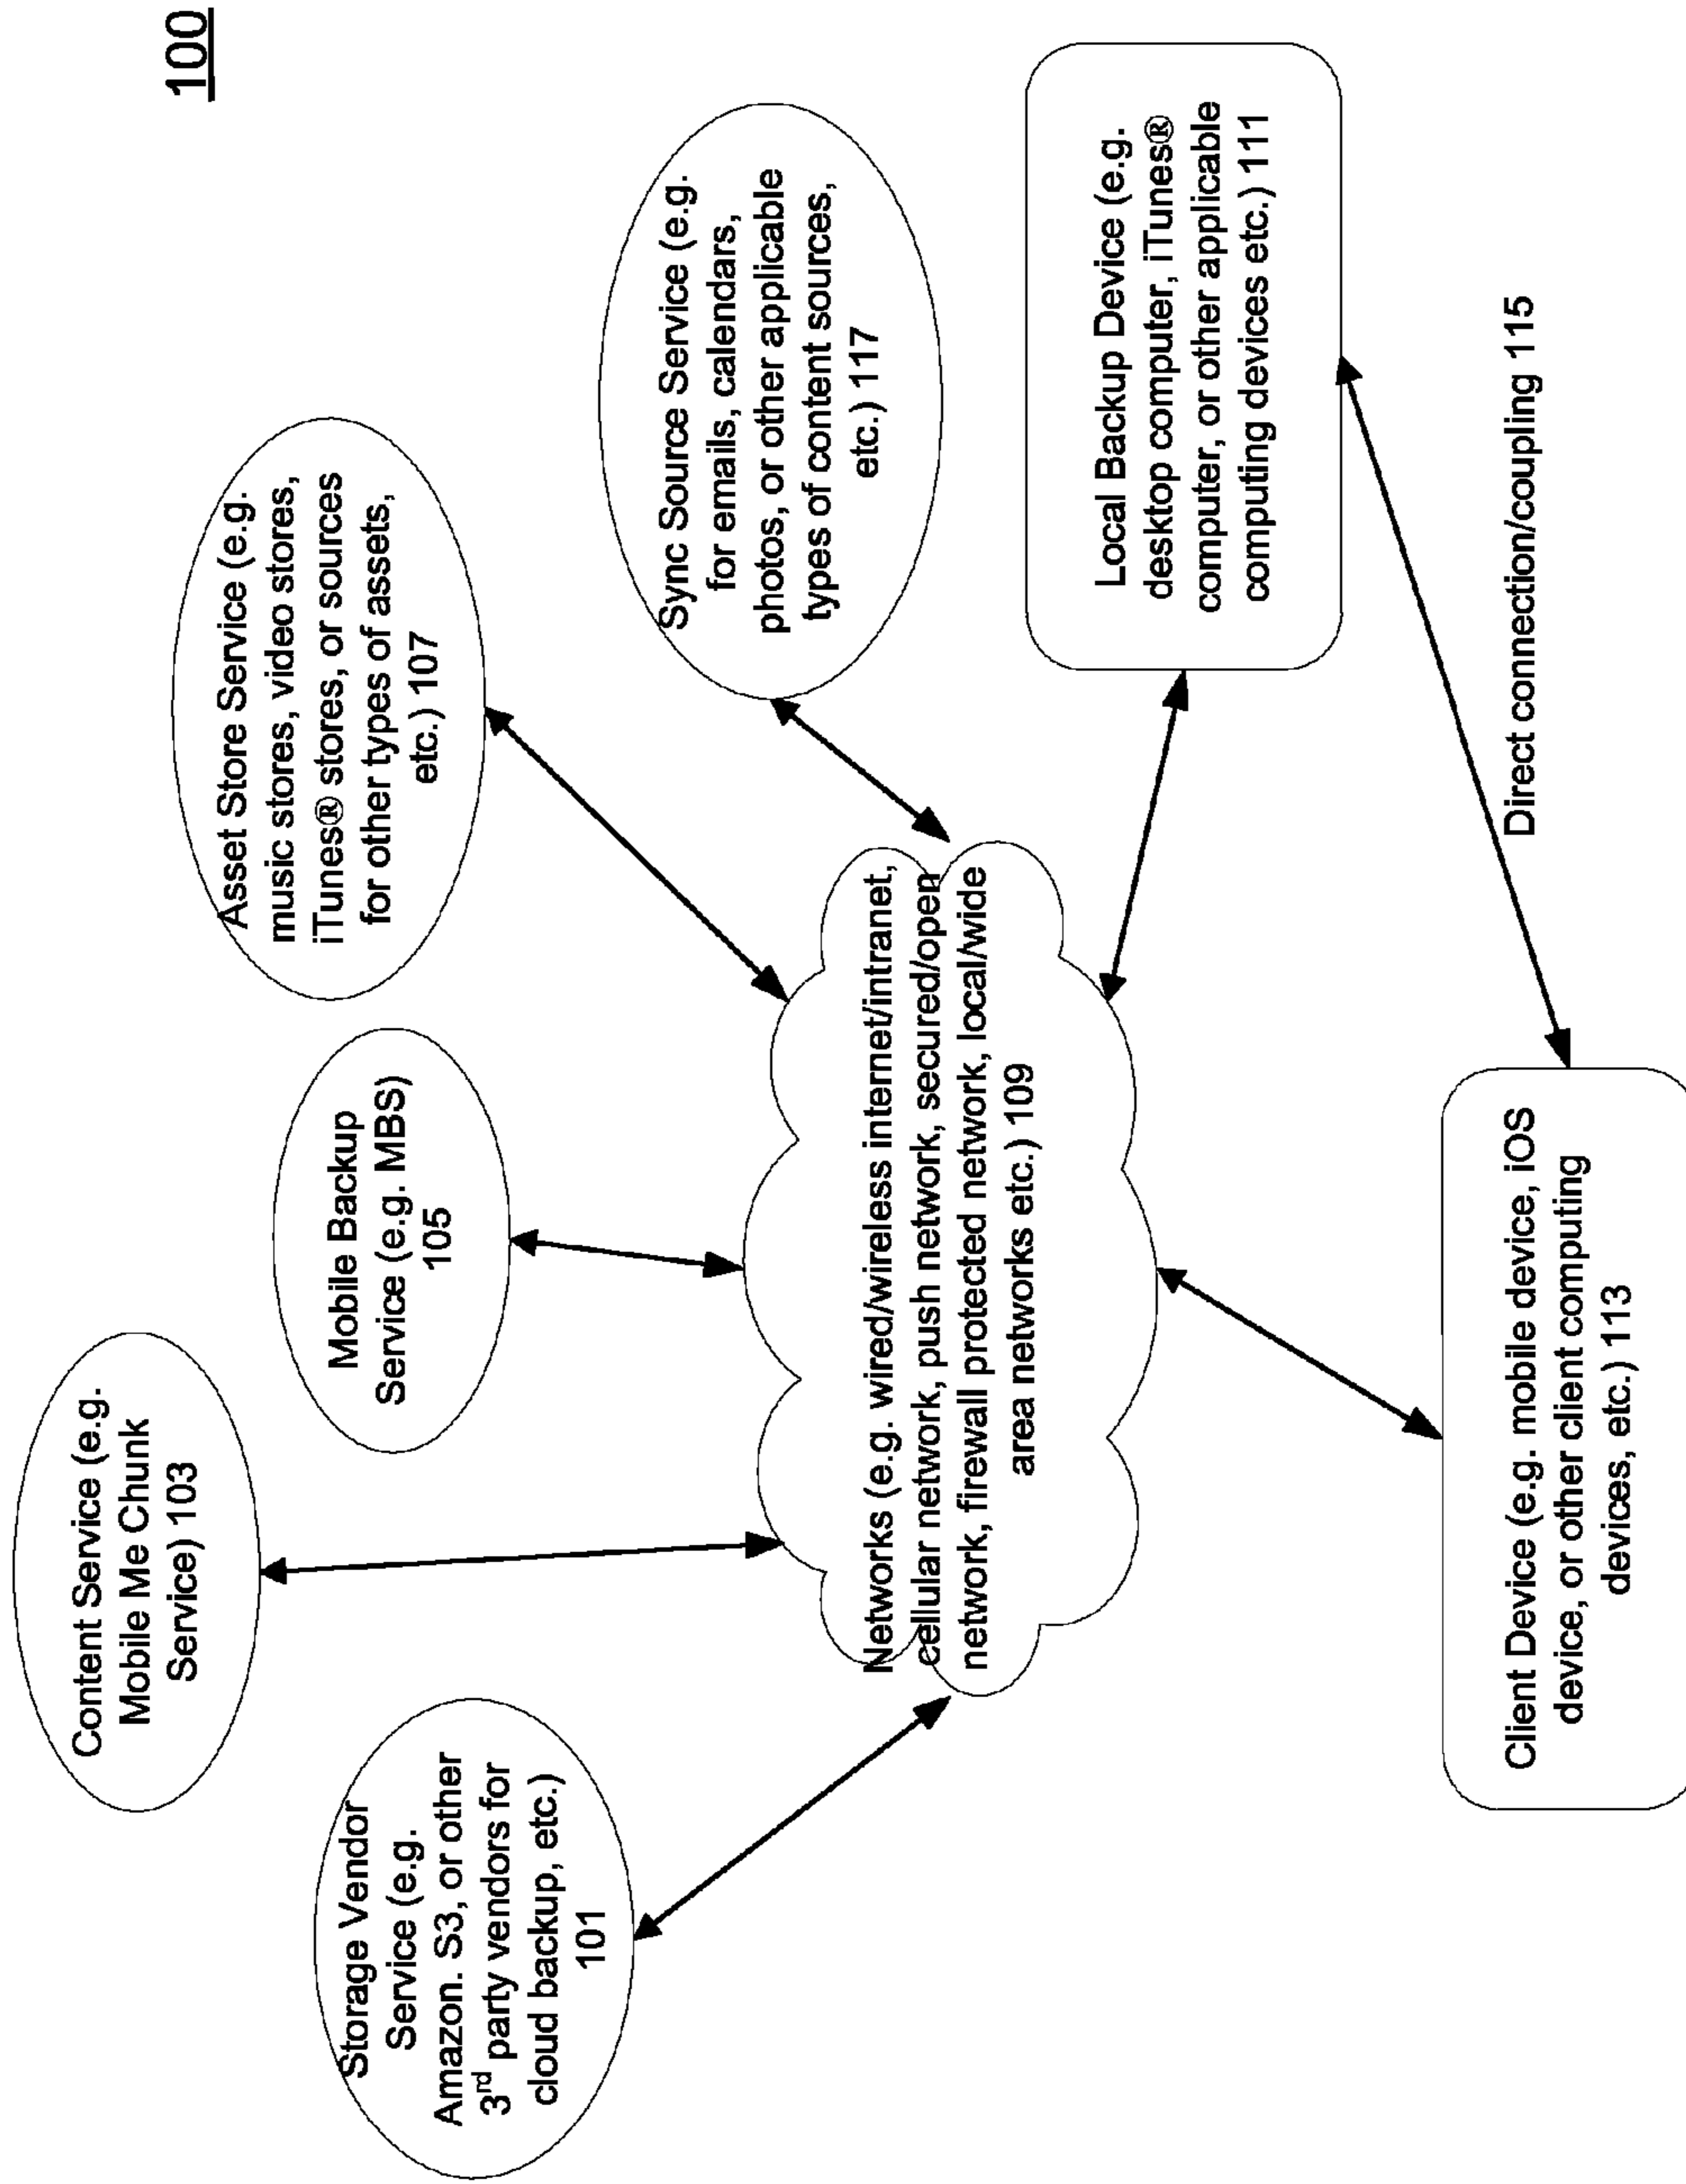 100
Content Service (e.g.
Mobile Me Chunk
Service) 103
Mobile Backup
Service (e.g. MBS)
105
Asset Store Service (e.g.
music stores, video stores,
iTunes® stores, or sources
for other types of assets,
etc.) 107
Storage Vendor
Service (e.g.
Amazon. S3, or other
3rd party vendors for
cloud backup, etc.)
101
Sync Source Service (e.g.
for emails, calendars,
photos, or other applicable
types of content sources,
etc.) 117
Networks (e.g. wired/wireless internet/intranet,
cellular network, push network, secured/open
network, firewall protected network, local/wide
area networks etc.) 109
Local Backup Device (e.g.
desktop computer, iTunes®
computer, or other applicable
computing devices etc.) 111
Direct connection/coupling 115
Client Device (e.g. mobile device, iOS
device, or other client computing
devices, etc.) 113